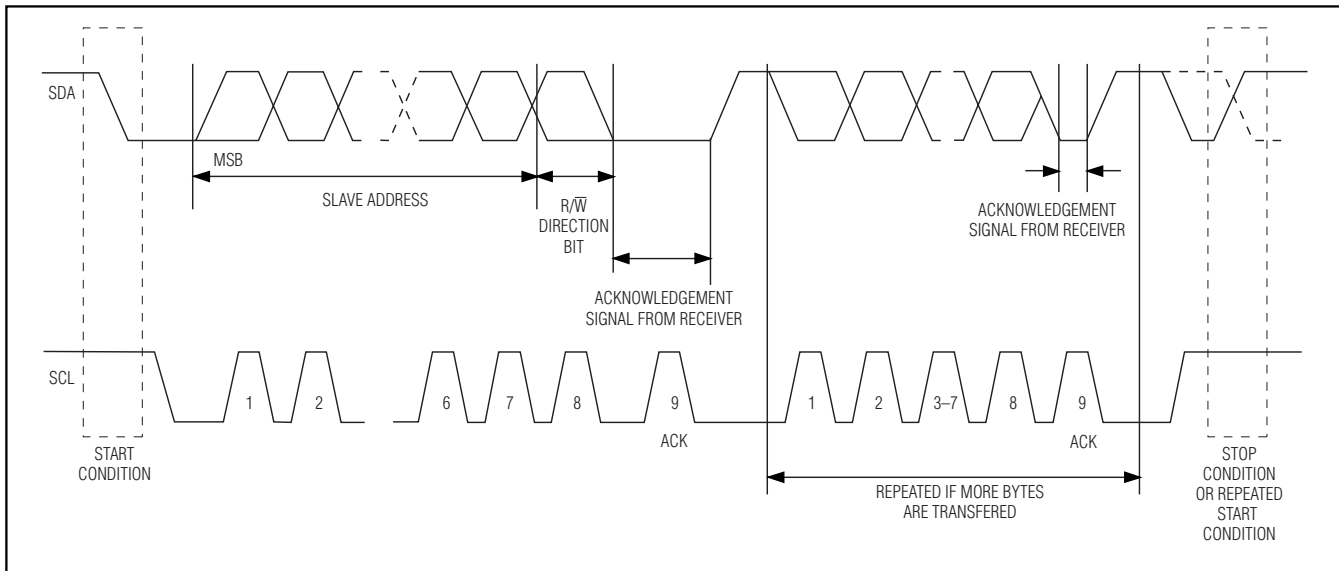 SDA
MSB
SLAVE ADDRESS
R/W̅
DIRECTION
BIT
ACKNOWLEDGEMENT
SIGNAL FROM RECEIVER
ACKNOWLEDGEMENT
SIGNAL FROM RECEIVER
SCL
1
2
6
7
8
9
1
2
3–7
8
9
ACK
ACK
START
CONDITION
REPEATED IF MORE BYTES
ARE TRANSFERED
STOP
CONDITION
OR REPEATED
START
CONDITION